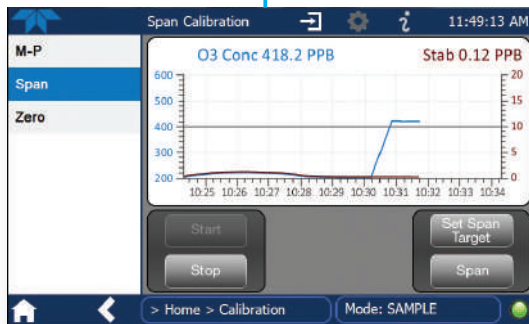 Span Calibration
11:49:13 AM
M-P
Span
Zero
O3 Conc 418.2 PPB
Stab 0.12 PPB
600
500
400
300
200
20
15
10
5
0
10:25 10:26 10:27 10:28 10:29 10:30 10:31 10:32 10:33 10:34
Start
Stop
Set Span
Target
Span
> Home > Calibration
Mode: SAMPLE